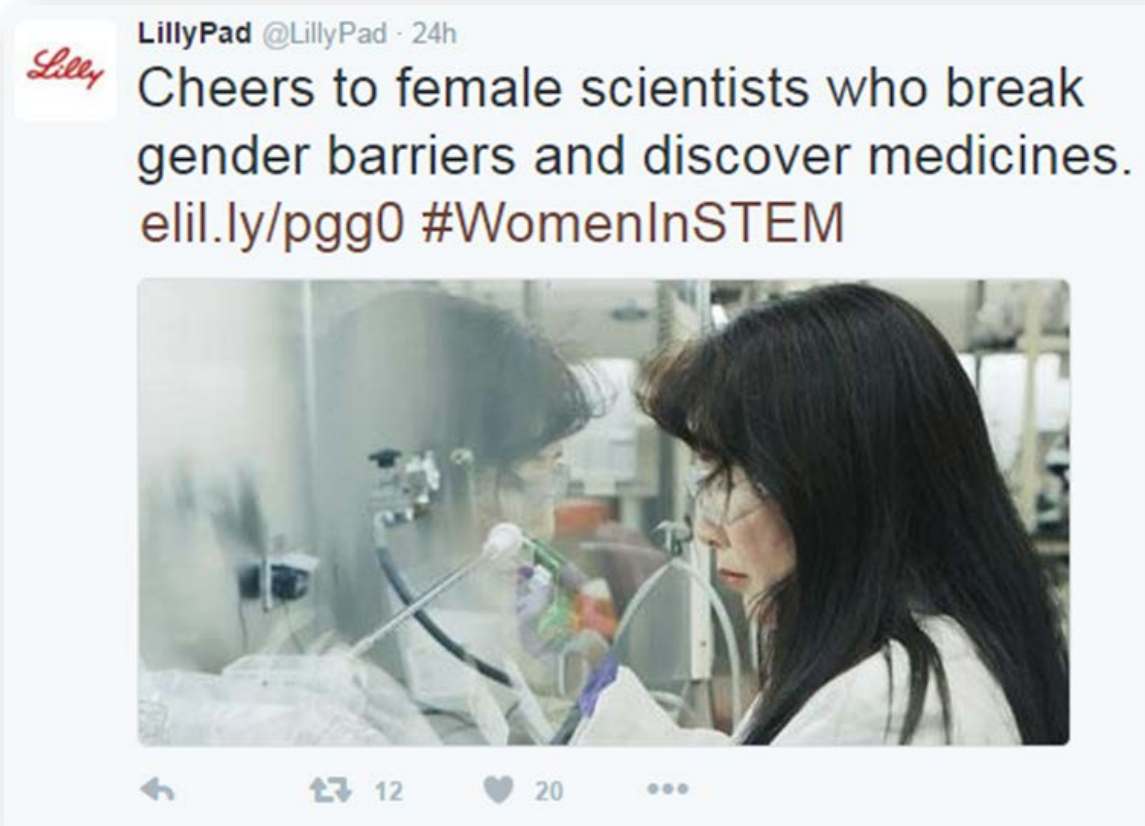 Lilly
LillyPad @LillyPad · 24h
Cheers to female scientists who break
gender barriers and discover medicines.
elil.ly/pgg0 #WomenInSTEM
12 20